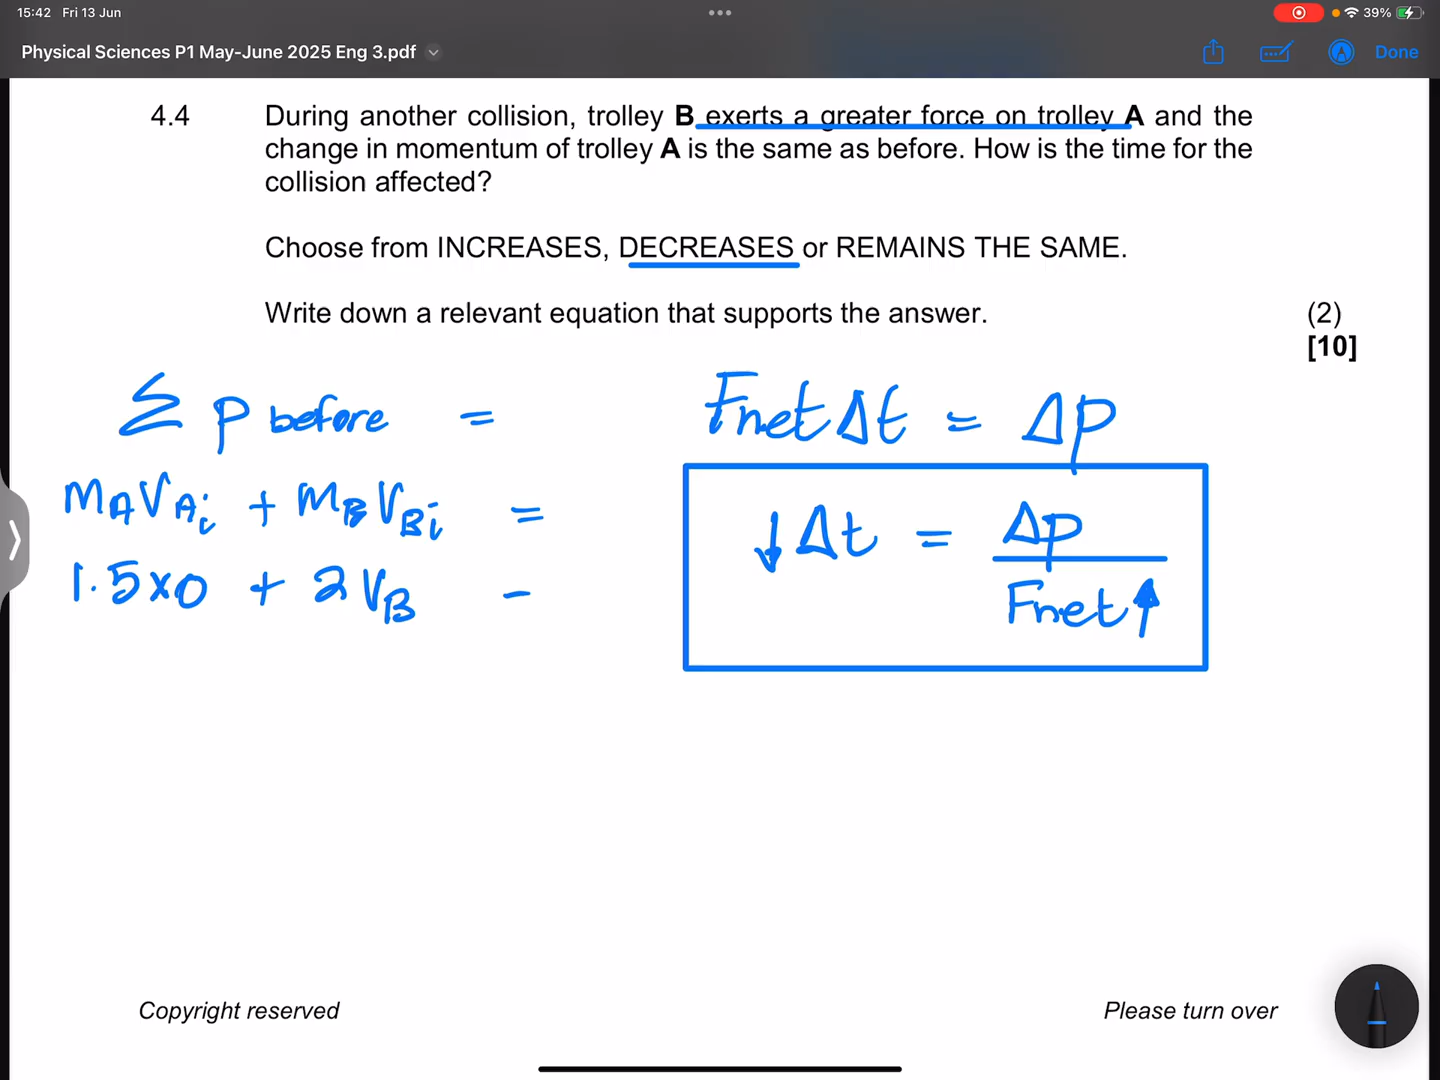 15:42 Fri 13 Jun
39%
Physical Sciences P1 May-June 2025 Eng 3.pdf
Done
4.4 During another collision, trolley B exerts a greater force on trolley A and the
change in momentum of trolley A is the same as before. How is the time for the
collision affected?
Choose from INCREASES, DECREASES or REMAINS THE SAME.
Write down a relevant equation that supports the answer. (2)
[10]
Σ p before =
mAVAi + mBVBi =
1.5×0 + 2VB -
Fnet Δt = Δp
↓Δt = Δp
Fnet↑
Copyright reserved
Please turn over